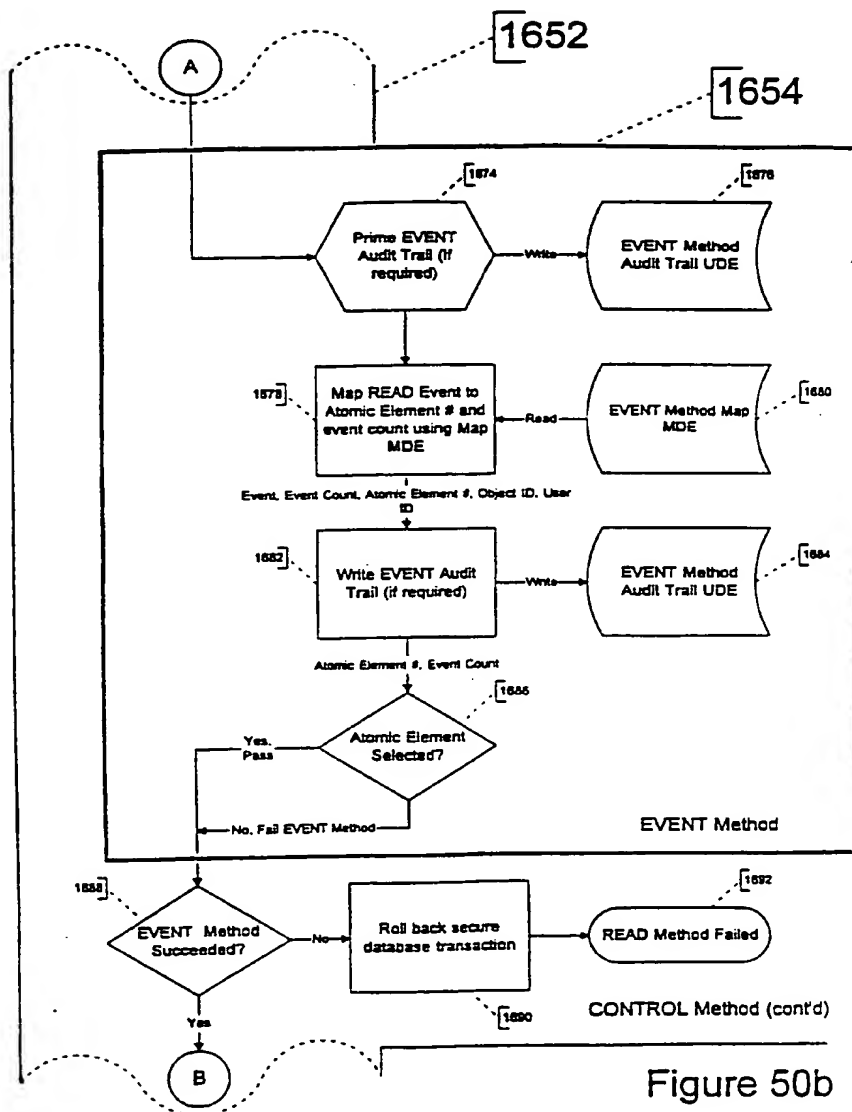 1652
A
1654
1674
1676
Prime EVENT
Audit Trail (if
required)
Write
EVENT Method
Audit Trail UDE
1678
Map READ Event to
Atomic Element # and
event count using Map
MDE
Read
EVENT Method Map
MDE
1680
Event, Event Count, Atomic Element #, Object ID, User
ID
1682
Write EVENT Audit
Trail (if required)
Write
EVENT Method
Audit Trail UDE
1684
Atomic Element #, Event Count
1686
Yes,
Pass
Atomic Element
Selected?
No, Fail EVENT Method
EVENT Method
1688
EVENT Method
Succeeded?
No
Roll back secure
database transaction
1692
READ Method Failed
1690
CONTROL Method (cont'd)
Yes
B
Figure 50b